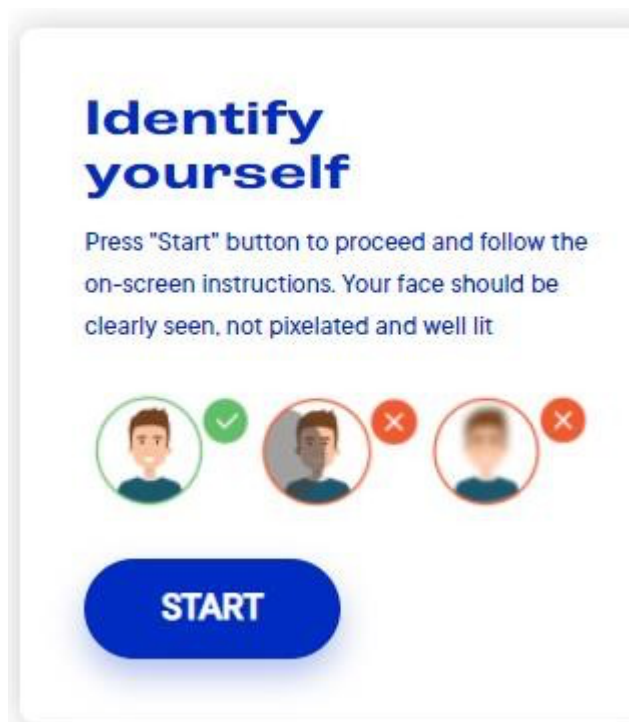 Identify
yourself
Press "Start" button to proceed and follow the
on-screen instructions. Your face should be
clearly seen, not pixelated and well lit
START